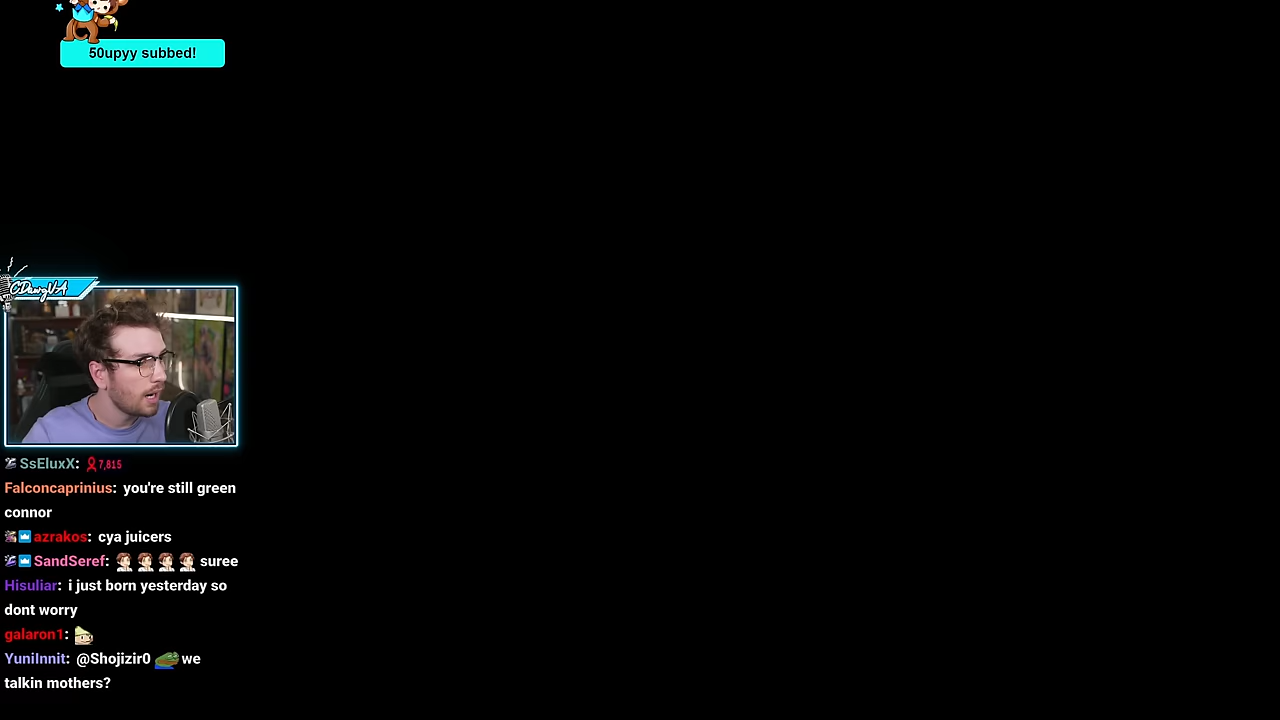 50upyy subbed!
CDawgVA
SsEluxX: 7,815
Falconcaprinius: you're still green
connor
azrakos: cya juicers
SandSeref: suree
Hisuliar: i just born yesterday so
dont worry
galaron1:
YuniInnit: @Shojizir0 we
talkin mothers?